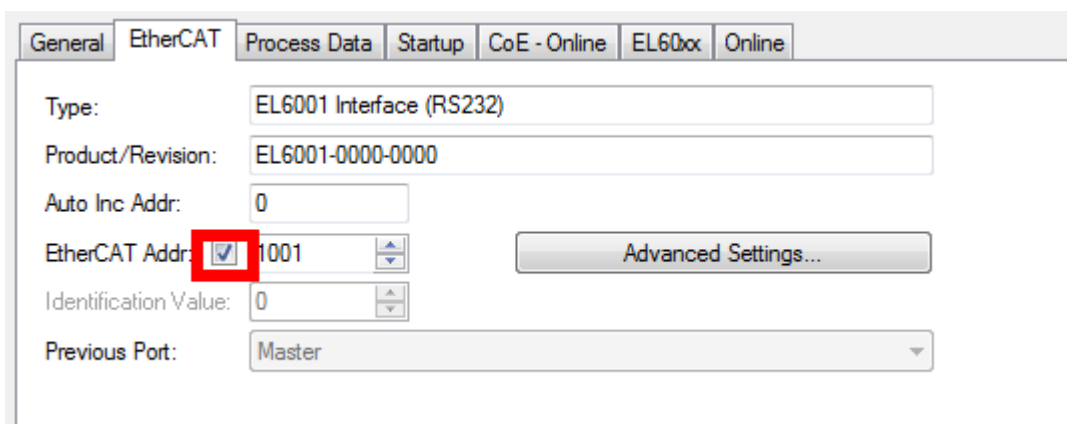 General EtherCAT Process Data Startup CoE - Online EL60xx Online
Type: EL6001 Interface (RS232)
Product/Revision: EL6001-0000-0000
Auto Inc Addr: 0
EtherCAT Addr: 1001 Advanced Settings...
Identification Value: 0
Previous Port: Master